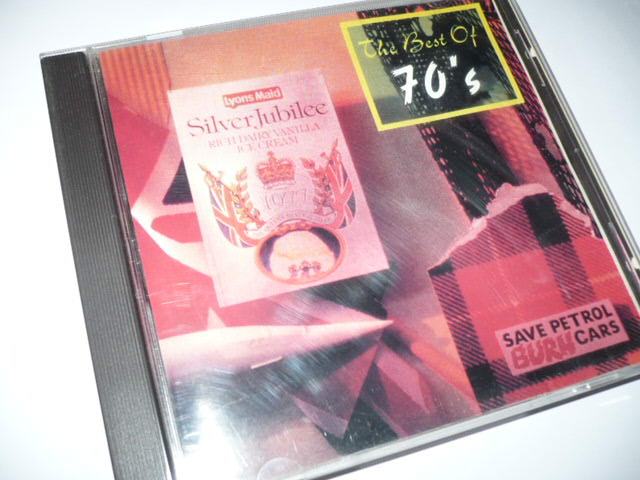 The Best Of
70's
Lyons Maid
Silver Jubilee
RICH DAIRY VANILLA
ICE CREAM
1977
SAVE PETROL
BURN CARS